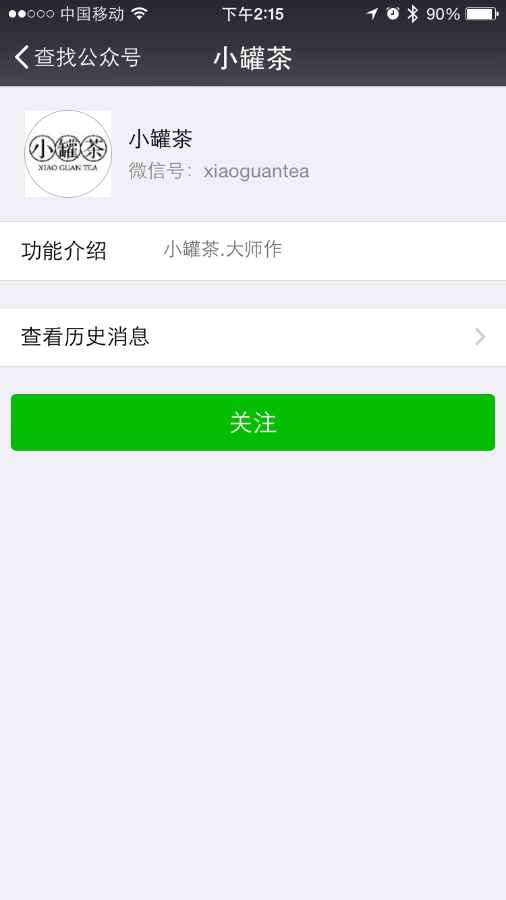 中国移动 下午2:15 90%
查找公众号 小罐茶
小罐茶
XIAO GUAN TEA
小罐茶
微信号：xiaoguantea
功能介绍 小罐茶.大师作
查看历史消息
关注